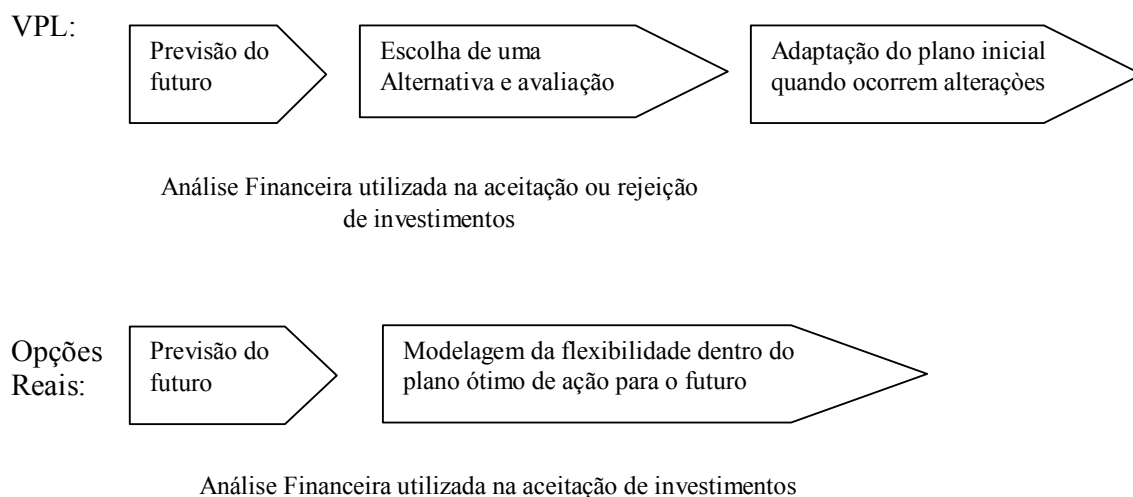 VPL:
Previsão do
futuro
Escolha de uma
Alternativa e avaliação
Adaptação do plano inicial
quando ocorrem alteraçòes
Análise Financeira utilizada na aceitação ou rejeição
de investimentos
Opções
Reais:
Previsão do
futuro
Modelagem da flexibilidade dentro do
plano ótimo de ação para o futuro
Análise Financeira utilizada na aceitação de investimentos